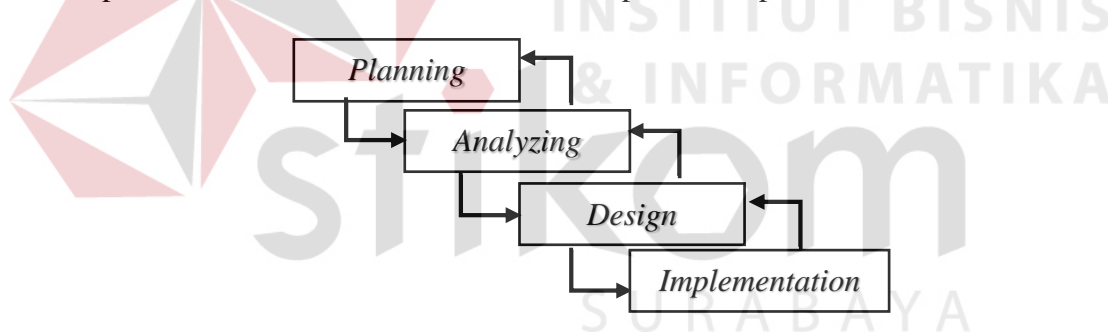 INSTITUT BISNIS
& INFORMATIKA
stikom
SURABAYA
Planning
Analyzing
Design
Implementation